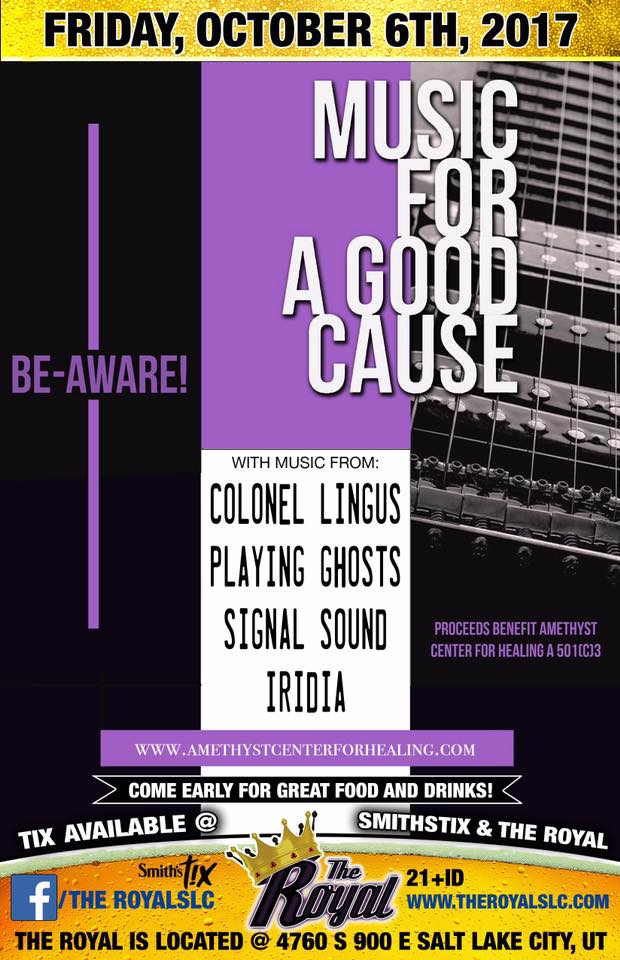 FRIDAY, OCTOBER 6TH, 2017
MUSIC
FOR
A GOOD
CAUSE
BE-AWARE!
WITH MUSIC FROM:
COLONEL LINGUS
PLAYING GHOSTS
SIGNAL SOUND
IRIDIA
PROCEEDS BENEFIT AMETHYST
CENTER FOR HEALING A 501(C)3
WWW.AMETHYSTCENTERFORHEALING.COM
COME EARLY FOR GREAT FOOD AND DRINKS!
TIX AVAILABLE @ SMITHSTIX & THE ROYAL
Smith'sTix
f/THE ROYALSLC
The
Royal
21+ID
WWW.THEROYALSLC.COM
THE ROYAL IS LOCATED @ 4760 S 900 E SALT LAKE CITY, UT